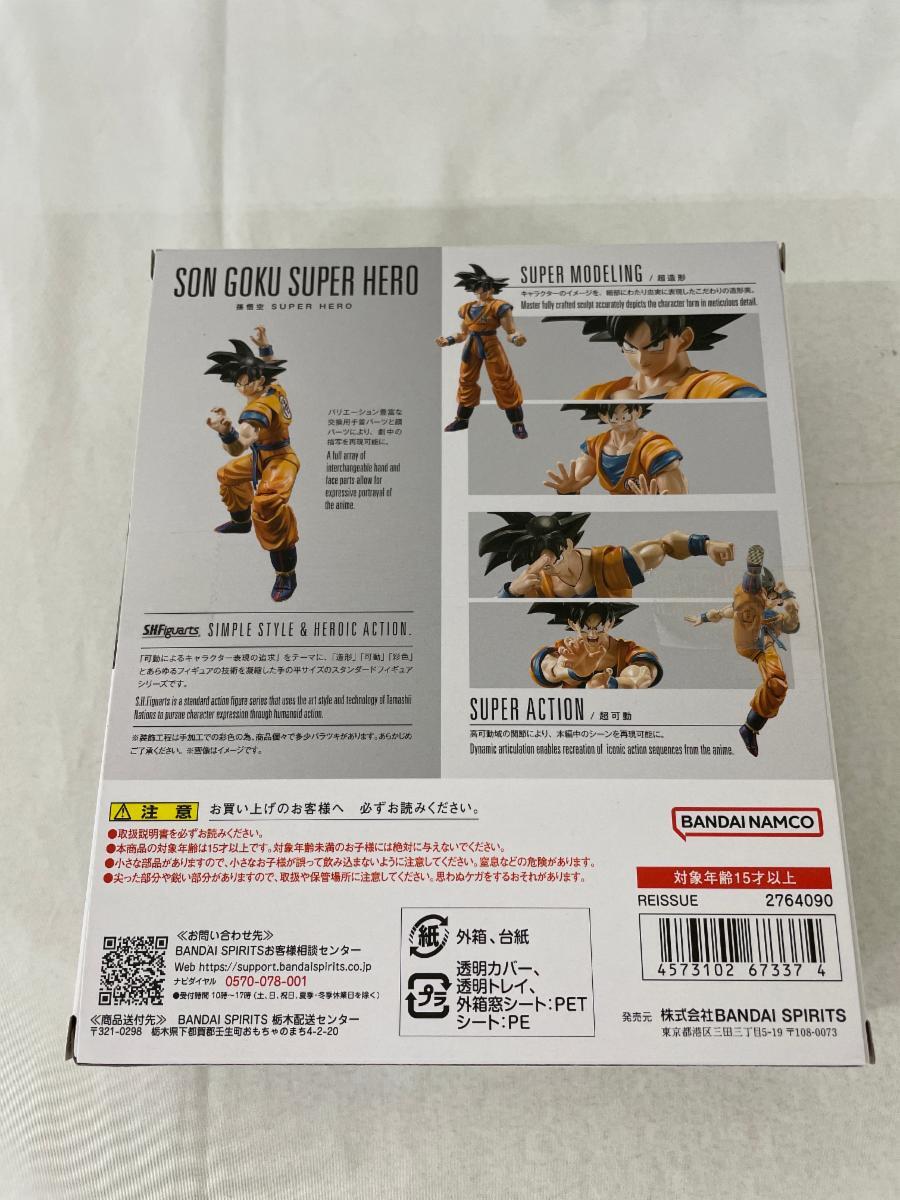 SON GOKU SUPER HERO
孫悟空 SUPER HERO
バリエーション豊富な
交換用手首パーツと顔
パーツにより、劇中の
描写を再現可能に。
A full array of
interchangeable hand and
face parts allow for
expressive portrayal of
the anime.
S.H.Figuarts SIMPLE STYLE & HEROIC ACTION.
「可動によるキャラクター表現の追求」をテーマに、「造形」「可動」「彩色」
とあらゆるフィギュアの技術を凝縮した手の平サイズのスタンダードフィギュア
シリーズです。
S.H.Figuarts is a standard action figure series that uses the art style and technology of Tamashii
Nations to pursue character expression through humanoid action.
※装飾工程は手加工での彩色の為、商品個々で多少バラツキがあります。あらかじめ
ご了承ください。※画像はイメージです。
SUPER MODELING / 超造形
キャラクターのイメージを、細部にわたり忠実に表現したこだわりの造形美。
Master fully crafted sculpt accurately depicts the character form in meticulous detail.
SUPER ACTION / 超可動
高可動域の関節により、本編中のシーンを再現可能に。
Dynamic articulation enables recreation of iconic action sequences from the anime.
注意 お買い上げのお客様へ 必ずお読みください。
●取扱説明書を必ずお読みください。
●本商品の対象年齢は15才以上です。対象年齢未満のお子様には絶対に与えないでください。
●小さな部品がありますので、小さなお子様が誤って飲み込まないように注意してください。窒息などの危険があります。
●尖った部分や鋭い部分がありますので、取扱や保管場所に注意してください。思わぬケガをするおそれがあります。
BANDAI NAMCO
対象年齢15才以上
REISSUE 2764090
4573102 67337 4
≪お問い合わせ先≫
BANDAI SPIRITSお客様相談センター
Web https://support.bandaispirits.co.jp
ナビダイヤル 0570-078-001
●受付時間 10時〜17時(土、日、祝日、夏季・冬季休業日を除く)
≪商品送付先≫ BANDAI SPIRITS 栃木配送センター
〒321-0298 栃木県下都賀郡壬生町おもちゃのまち4-2-20
紙 外箱、台紙
プラ 透明カバー、
透明トレイ、
外箱窓シート:PET
シート:PE
発売元 株式会社BANDAI SPIRITS
東京都港区三田三丁目5-19 〒108-0073